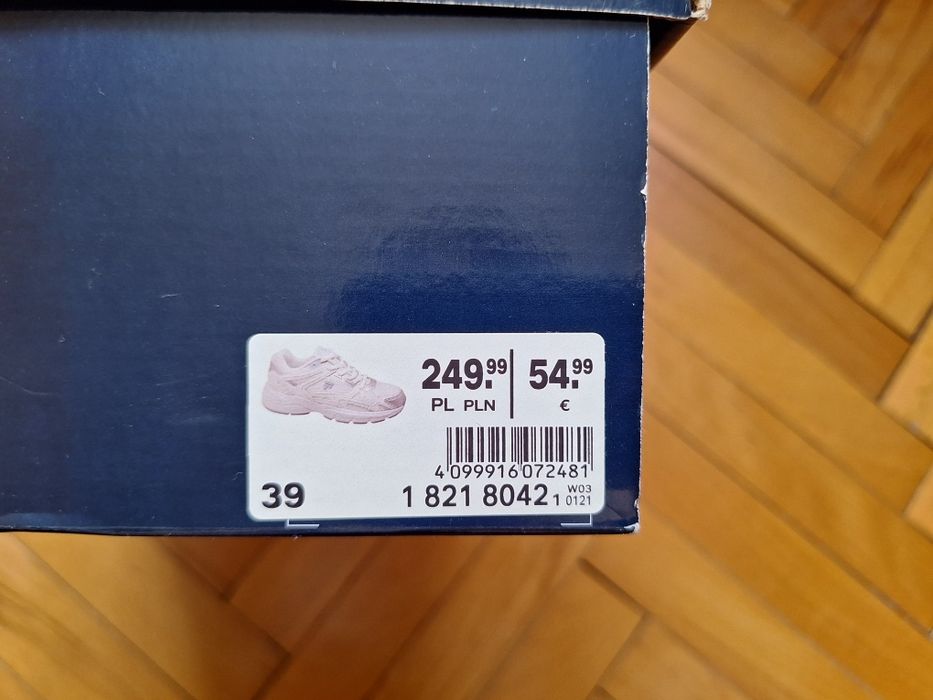 249.99 54.99
PL PLN €
4 099916 072481
39 1 821 8042 1 W03 0121